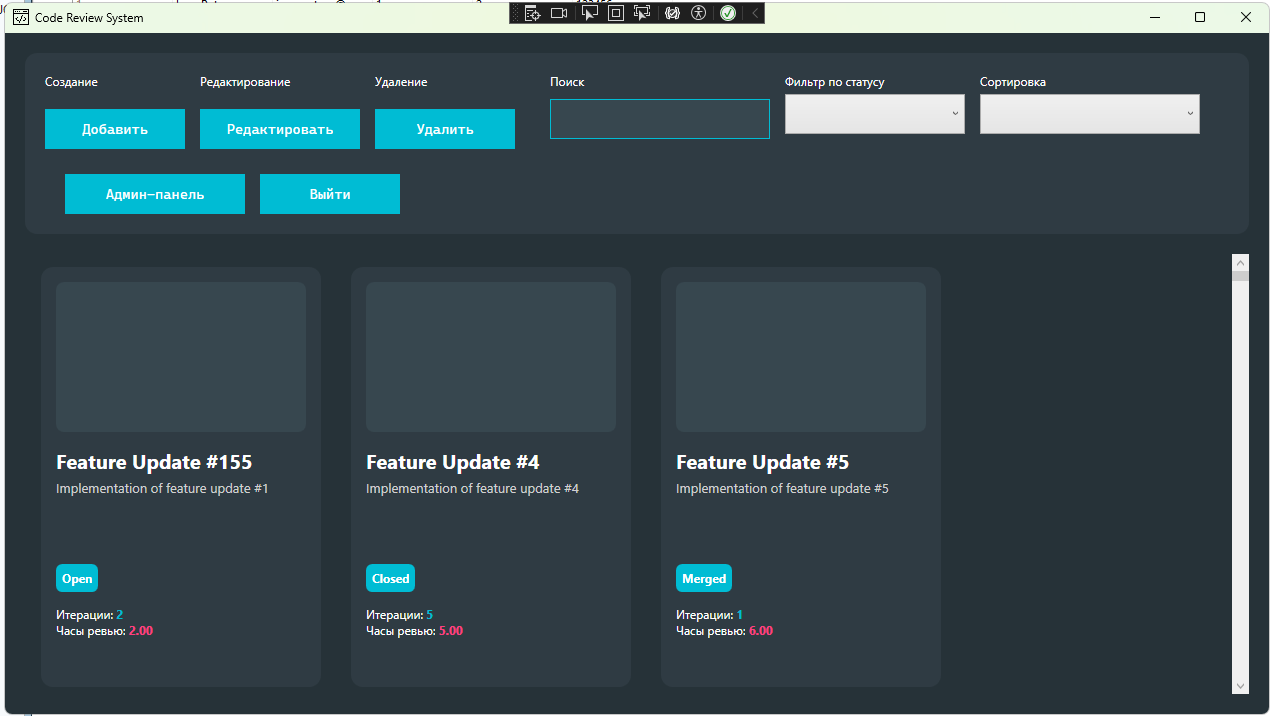 Code Review System
Создание
Редактирование
Удаление
Поиск
Фильтр по статусу
Сортировка
Добавить
Редактировать
Удалить
Админ-панель
Выйти
Feature Update #155
Implementation of feature update #1
Open
Итерации: 2
Часы ревью: 2.00
Feature Update #4
Implementation of feature update #4
Closed
Итерации: 5
Часы ревью: 5.00
Feature Update #5
Implementation of feature update #5
Merged
Итерации: 1
Часы ревью: 6.00